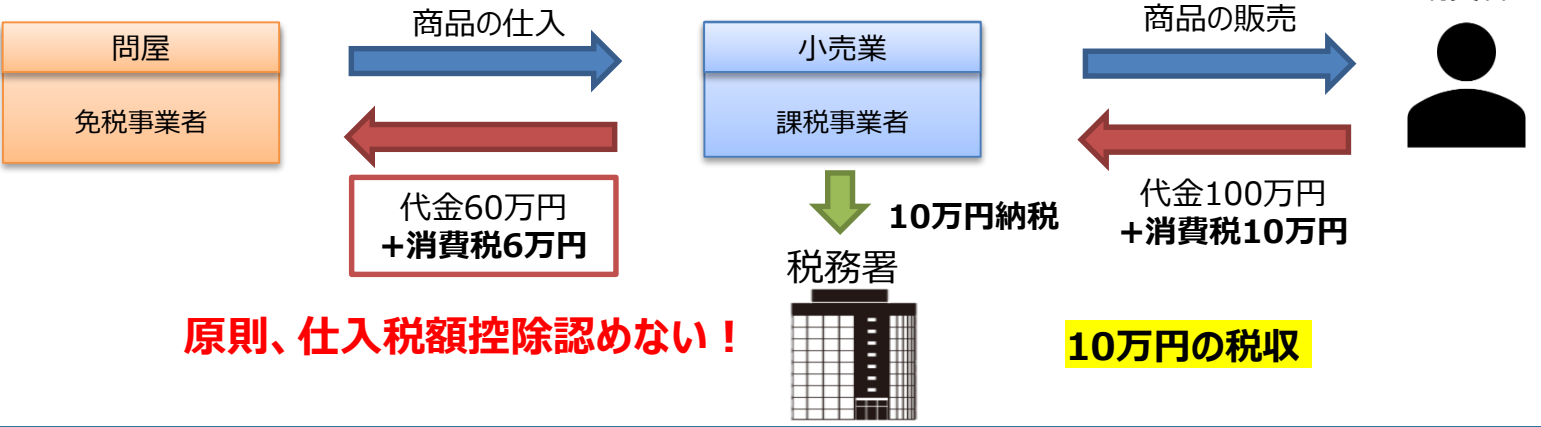 商品の仕入
商品の販売
問屋
免税事業者
小売業
課税事業者
代金60万円
+消費税6万円
10万円納税
代金100万円
+消費税10万円
税務署
原則、仕入税額控除認めない！
10万円の税収